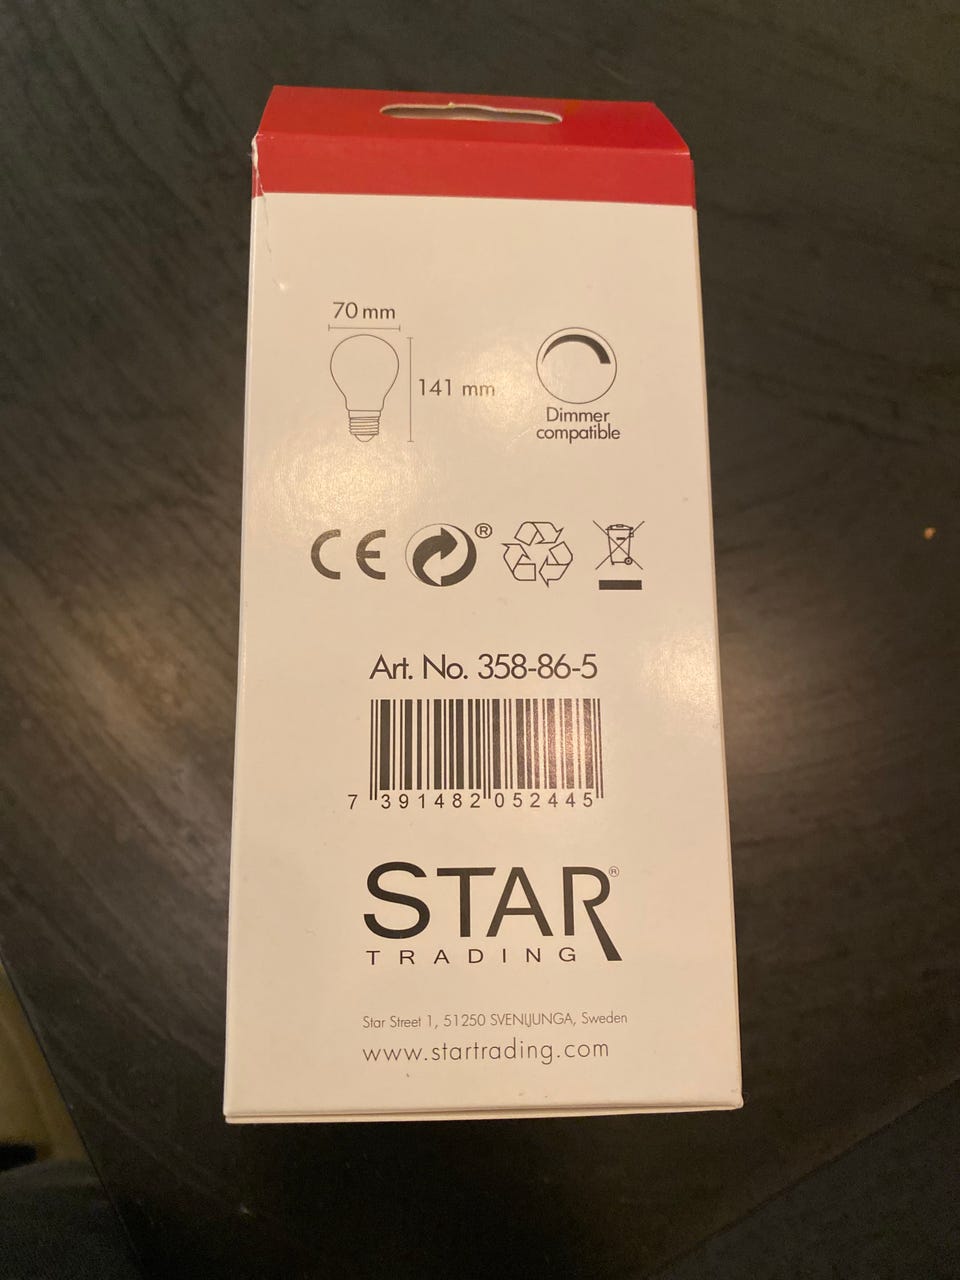 70 mm
141 mm
Dimmer
compatible
CE ®
Art. No. 358-86-5
7 391482 052445
STAR®
TRADING
Star Street 1, 51250 SVENLJUNGA, Sweden
www.startrading.com